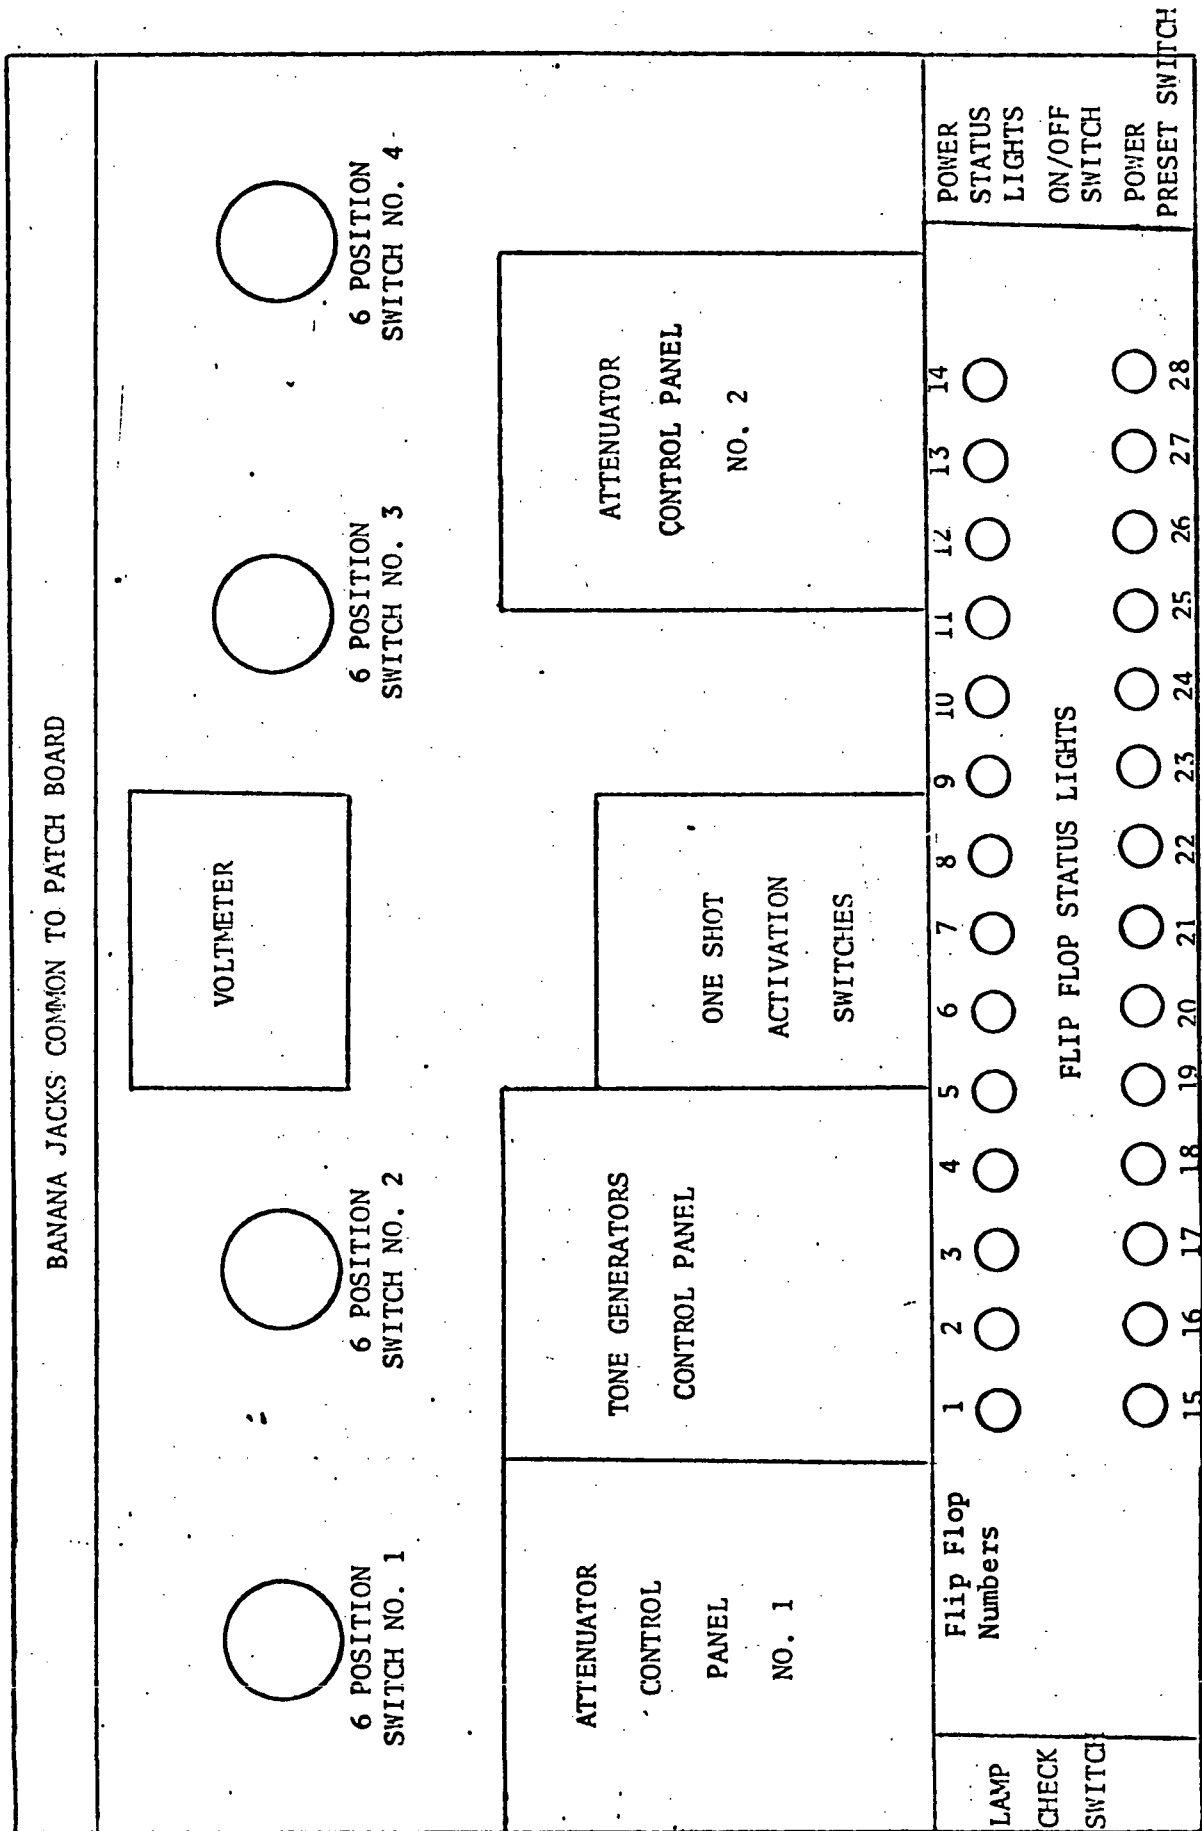 BANANA JACKS COMMON TO PATCH BOARD
6 POSITION
SWITCH NO. 1
6 POSITION
SWITCH NO. 2
VOLTMETER
6 POSITION
SWITCH NO. 3
6 POSITION
SWITCH NO. 4
ATTENUATOR
CONTROL
PANEL
NO. 1
TONE GENERATORS
CONTROL PANEL
ONE SHOT
ACTIVATION
SWITCHES
ATTENUATOR
CONTROL PANEL
NO. 2
LAMP
CHECK
SWITCH
Flip Flop
Numbers
1 2 3 4 5 6 7 8 9 10 11 12 13 14
FLIP FLOP STATUS LIGHTS
15 16 17 18 19 20 21 22 23 24 25 26 27 28
POWER
STATUS
LIGHTS
ON/OFF
SWITCH
POWER
PRESET SWITCH